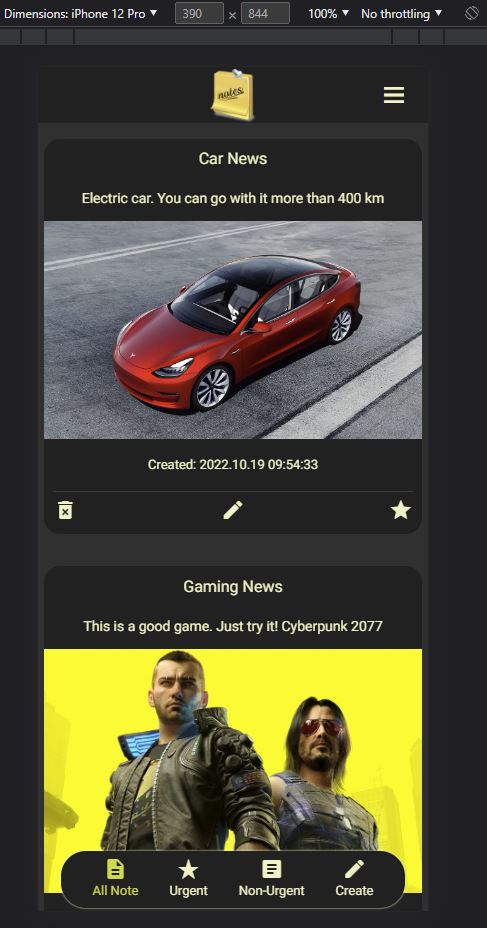 Dimensions: iPhone 12 Pro ▼ 390 × 844 100% ▼ No throttling ▼
notes
Car News
Electric car. You can go with it more than 400 km
Created: 2022.10.19 09:54:33
Gaming News
This is a good game. Just try it! Cyberpunk 2077
All Note Urgent Non-Urgent Create